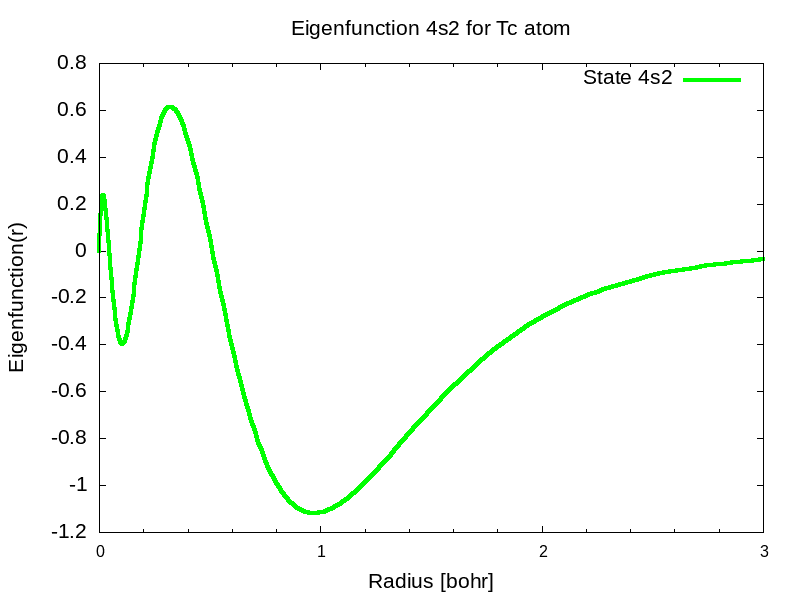 Eigenfunction 4s2 for Tc atom
State 4s2
0.8
0.6
0.4
0.2
0
-0.2
-0.4
-0.6
-0.8
-1
-1.2
Eigenfunction(r)
0 1 2 3
Radius [bohr]